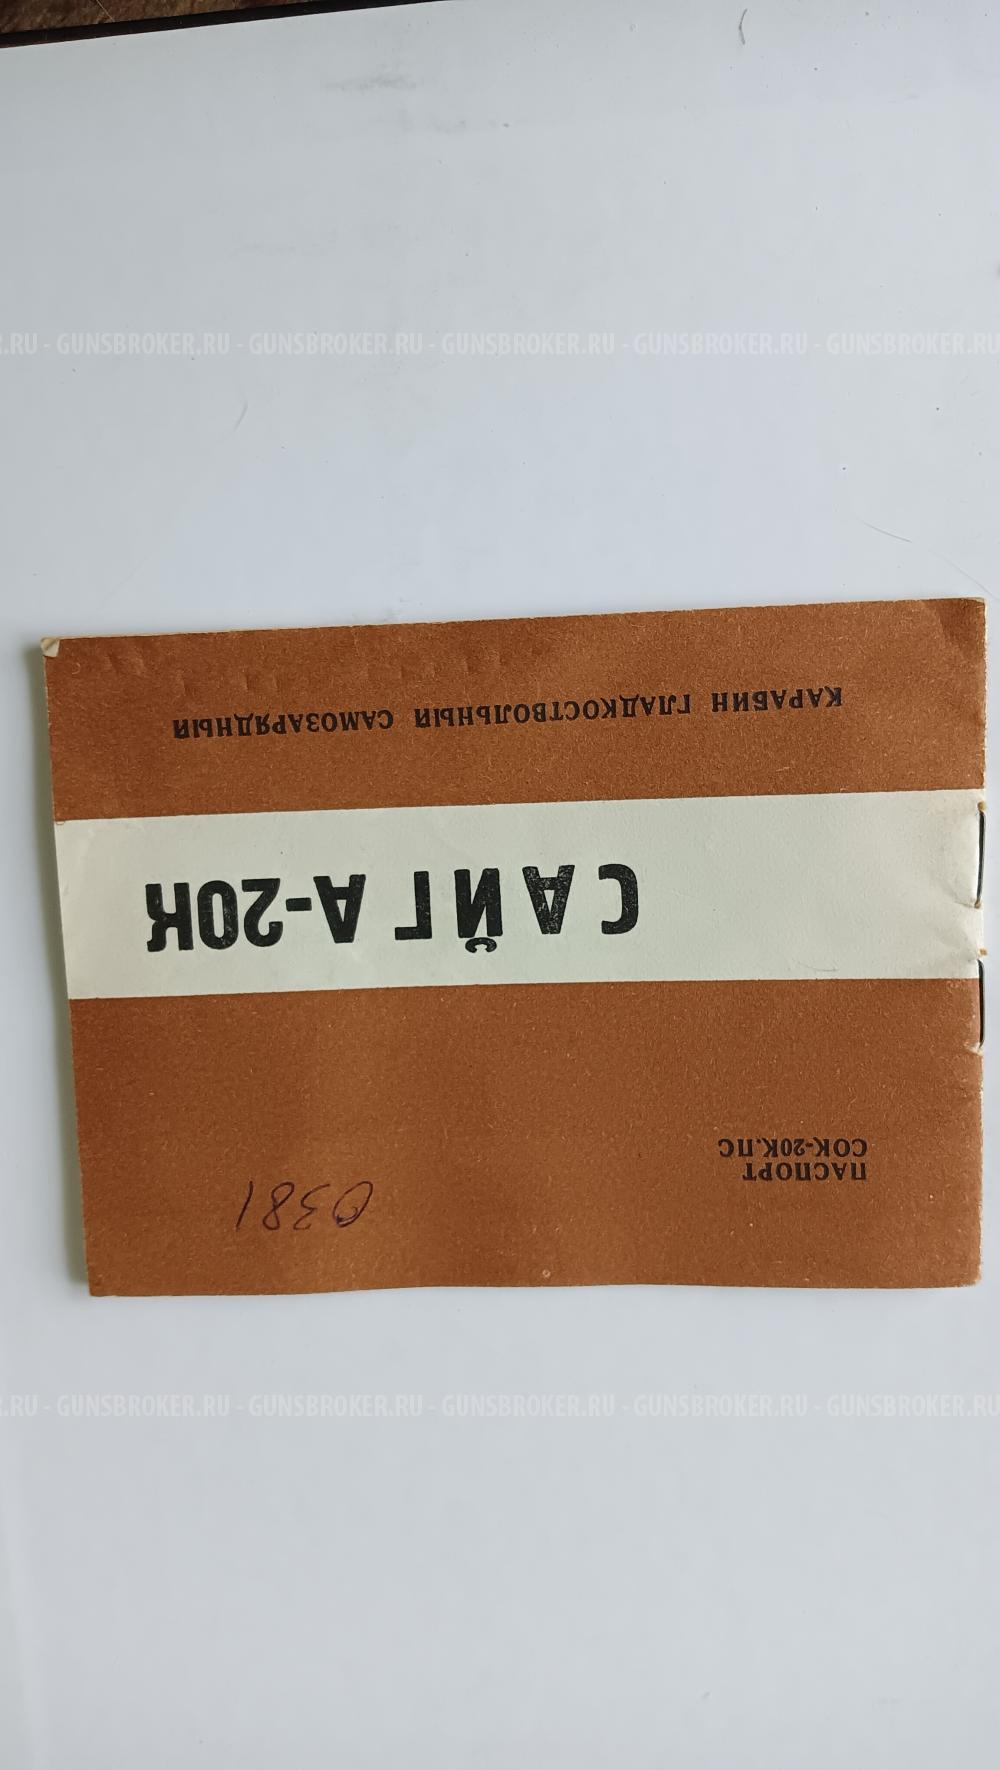 GUNSBROKER.RU - GUNSBROKER.RU - GUNSBROKER.RU - GUNSBROKER.RU - GUNSBROKER.RU
ПАСПОРТ
СОК-20К.ПС
0381
САЙГА-20К
КАРАБИН ГЛАДКОСТВОЛЬНЫЙ САМОЗАРЯДНЫЙ
GUNSBROKER.RU - GUNSBROKER.RU - GUNSBROKER.RU - GUNSBROKER.RU - GUNSBROKER.RU